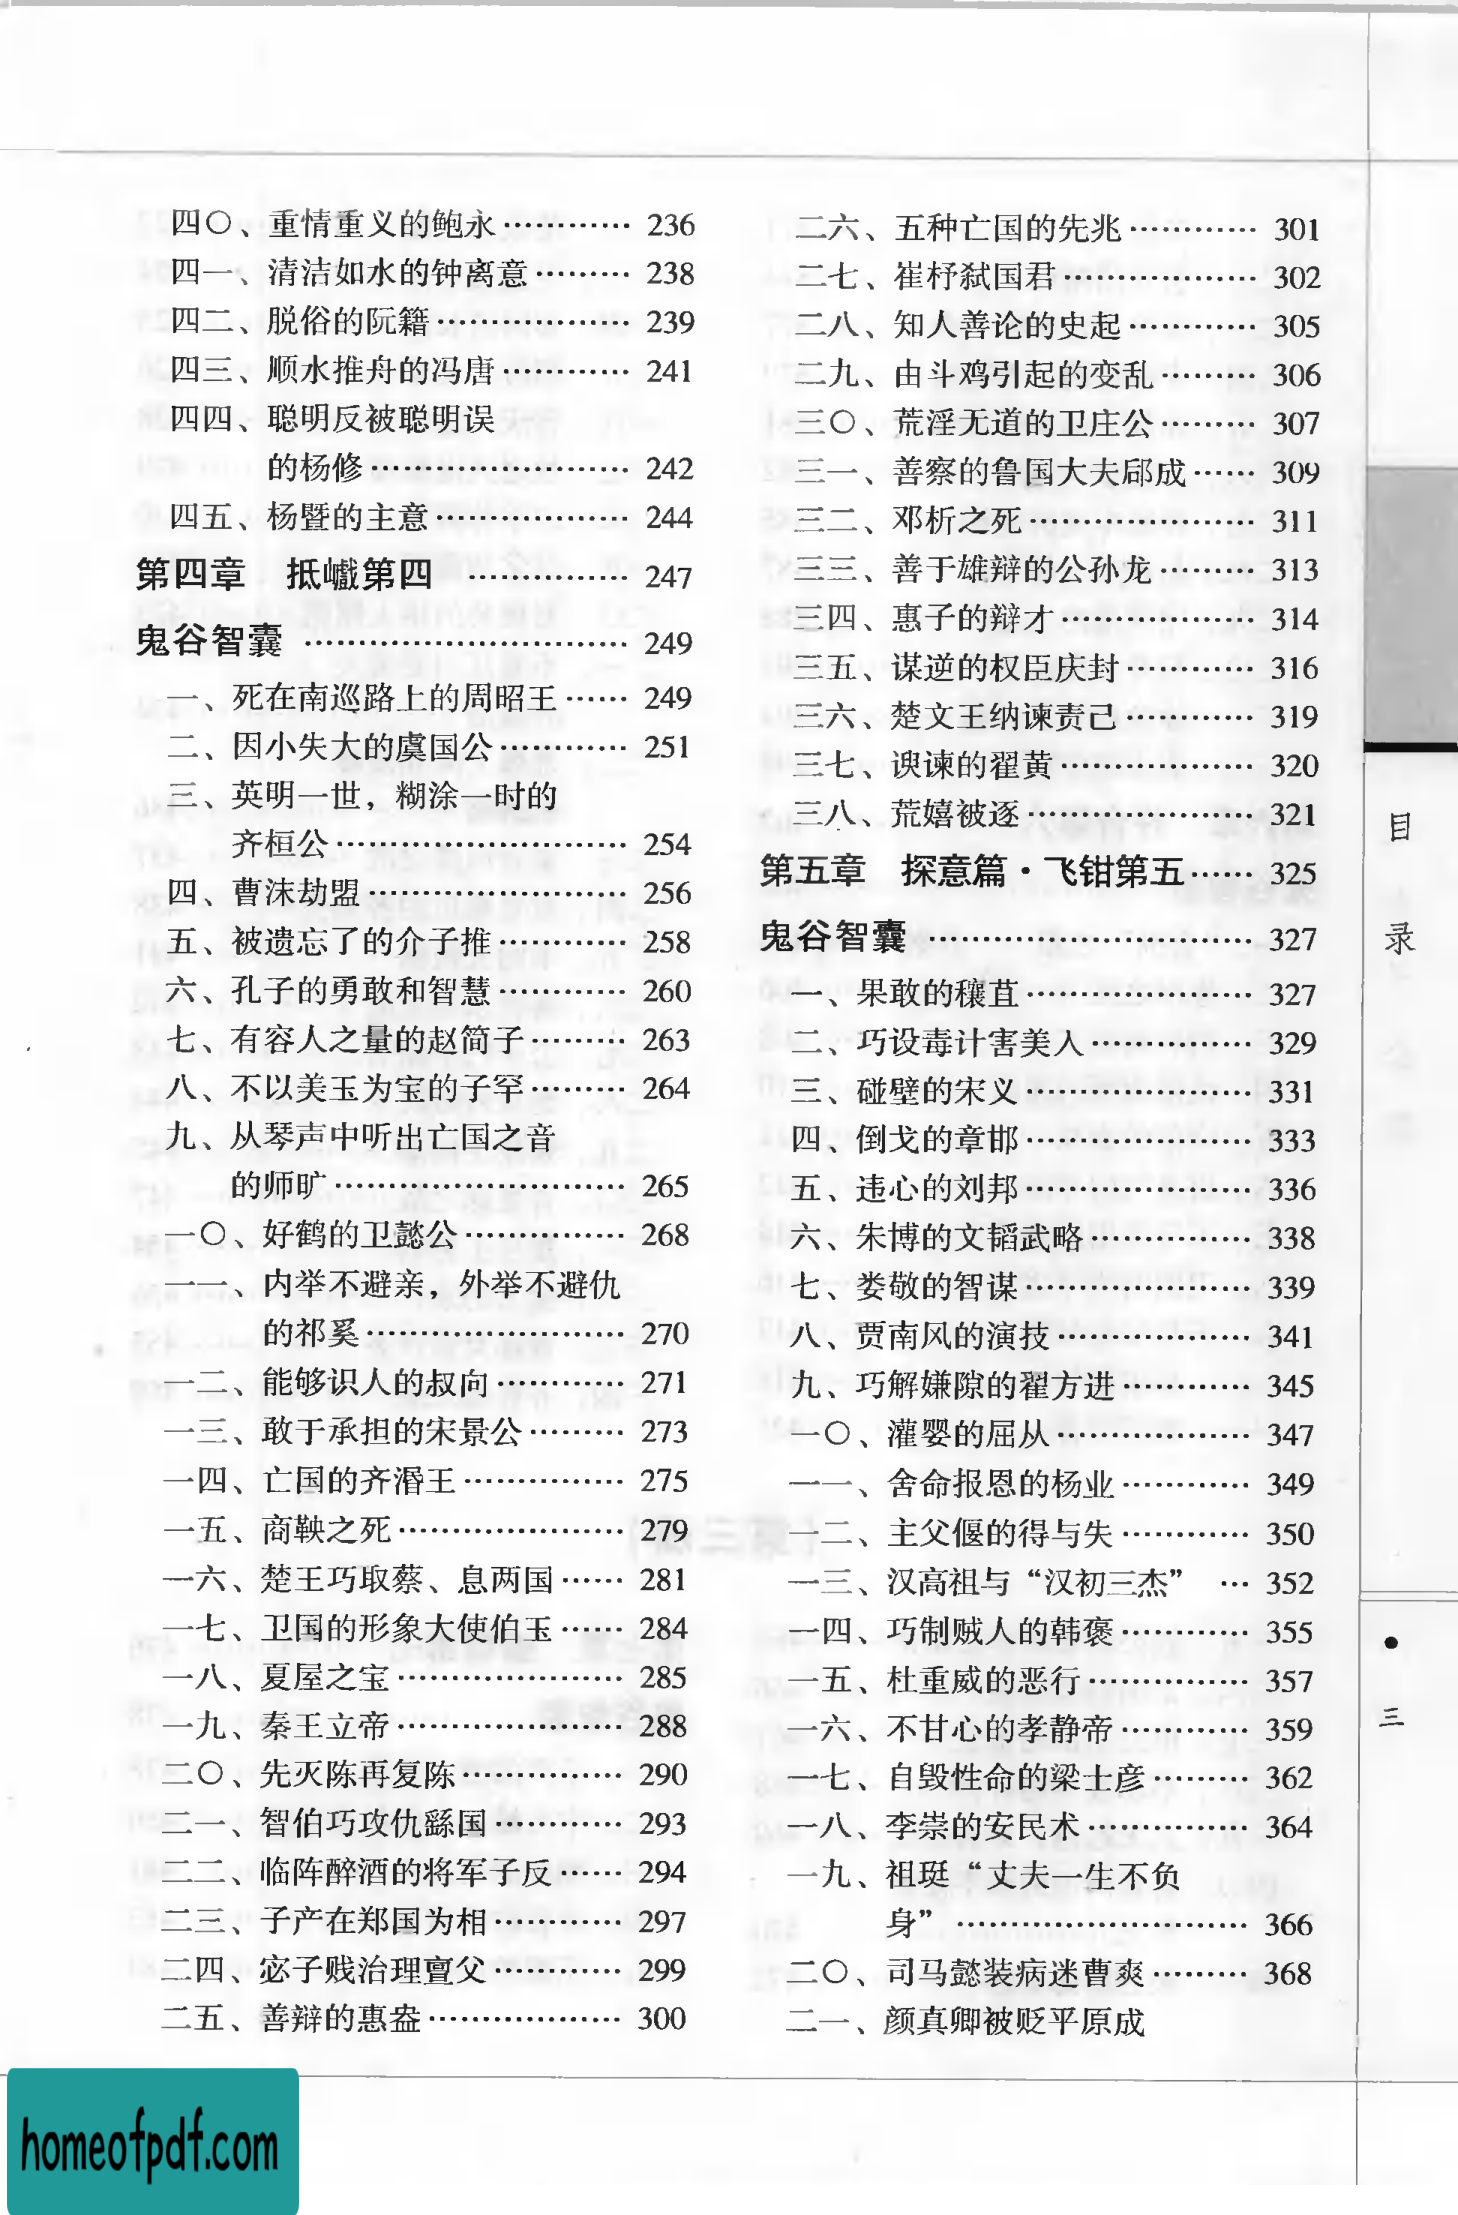 四〇、重情重义的鲍永………… 236
四一、清洁如水的钟离意……… 238
四二、脱俗的阮籍……………… 239
四三、顺水推舟的冯唐………… 241
四四、聪明反被聪明误
的杨修…………………… 242
四五、杨暨的主意……………… 244
第四章 抵巇第四 …………… 247
鬼谷智囊 ………………………… 249
一、死在南巡路上的周昭王…… 249
二、因小失大的虞国公………… 251
三、英明一世，糊涂一时的
齐桓公……………………… 254
四、曹沫劫盟…………………… 256
五、被遗忘了的介子推………… 258
六、孔子的勇敢和智慧………… 260
七、有容人之量的赵简子……… 263
八、不以美玉为宝的子罕……… 264
九、从琴声中听出亡国之音
的师旷……………………… 265
一〇、好鹤的卫懿公…………… 268
一一、内举不避亲，外举不避仇
的祁奚…………………… 270
一二、能够识人的叔向………… 271
一三、敢于承担的宋景公……… 273
一四、亡国的齐湣王…………… 275
一五、商鞅之死………………… 279
一六、楚王巧取蔡、息两国…… 281
一七、卫国的形象大使伯玉…… 284
一八、夏屋之宝………………… 285
一九、秦王立帝………………… 288
二〇、先灭陈再复陈…………… 290
二一、智伯巧攻仇繇国………… 293
二二、临阵醉酒的将军子反…… 294
二三、子产在郑国为相………… 297
二四、宓子贱治理亶父………… 299
二五、善辩的惠盎……………… 300
二六、五种亡国的先兆………… 301
二七、崔杼弑国君……………… 302
二八、知人善论的史起………… 305
二九、由斗鸡引起的变乱……… 306
三〇、荒淫无道的卫庄公……… 307
三一、善察的鲁国大夫郈成…… 309
三二、邓析之死………………… 311
三三、善于雄辩的公孙龙……… 313
三四、惠子的辩才……………… 314
三五、谋逆的权臣庆封………… 316
三六、楚文王纳谏责己………… 319
三七、谀谏的翟黄……………… 320
三八、荒嬉被逐………………… 321
第五章 探意篇·飞钳第五…… 325
鬼谷智囊 ………………………… 327
一、果敢的穰苴………………… 327
二、巧设毒计害美人…………… 329
三、碰壁的宋义………………… 331
四、倒戈的章邯………………… 333
五、违心的刘邦………………… 336
六、朱博的文韬武略…………… 338
七、娄敬的智谋………………… 339
八、贾南风的演技……………… 341
九、巧解嫌隙的翟方进………… 345
一〇、灌婴的屈从……………… 347
一一、舍命报恩的杨业………… 349
一二、主父偃的得与失………… 350
一三、汉高祖与“汉初三杰” … 352
一四、巧制贼人的韩褒………… 355
一五、杜重威的恶行…………… 357
一六、不甘心的孝静帝………… 359
一七、自毁性命的梁士彦……… 362
一八、李崇的安民术…………… 364
一九、祖珽“丈夫一生不负
身” ……………………… 366
二〇、司马懿装病迷曹爽……… 368
二一、颜真卿被贬平原成
目
录
•
三
homeofpdf.com